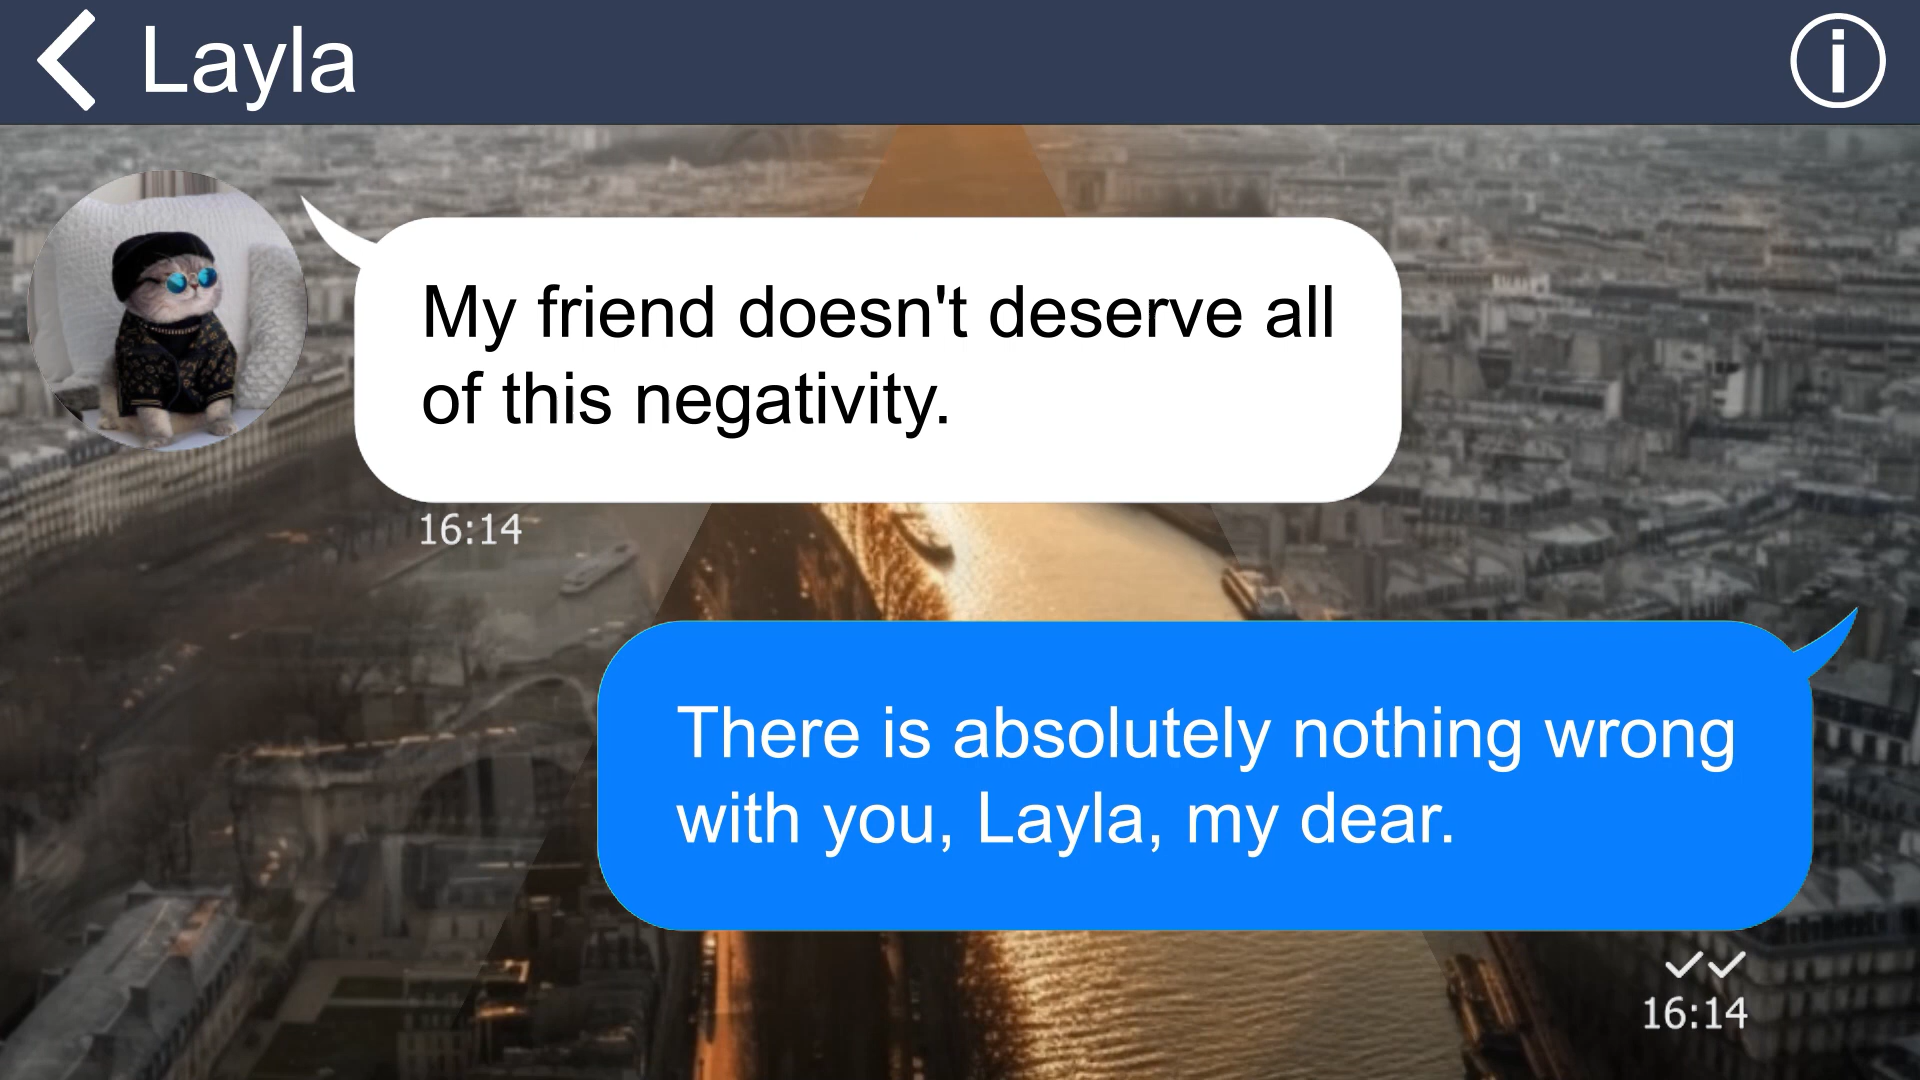 Layla
My friend doesn't deserve all
of this negativity.
16:14
There is absolutely nothing wrong
with you, Layla, my dear.
16:14